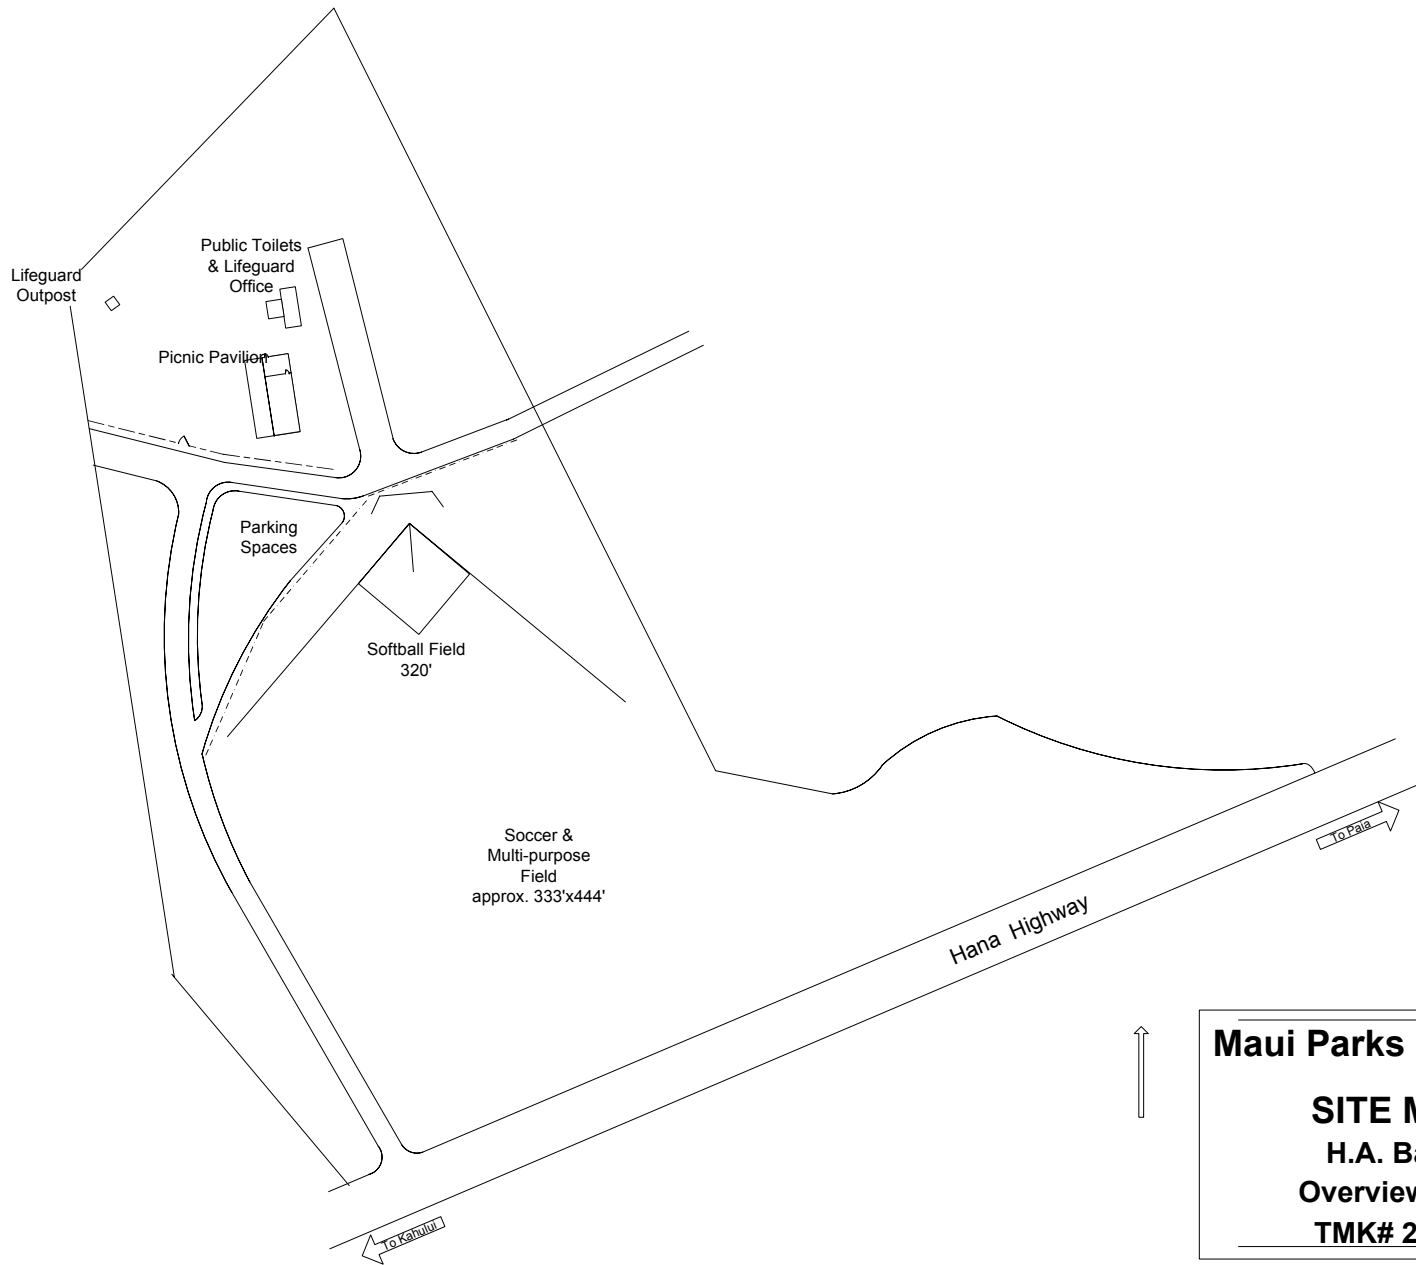 Public Toilets
& Lifeguard
Office
Lifeguard
Outpost
Picnic Pavilion
Parking
Spaces
Softball Field
320'
Soccer &
Multi-purpose
Field
approx. 333'x444'
To Paia
Hana Highway
To Kahului
Maui Parks
SITE
H.A.
Overview
TMK# 2